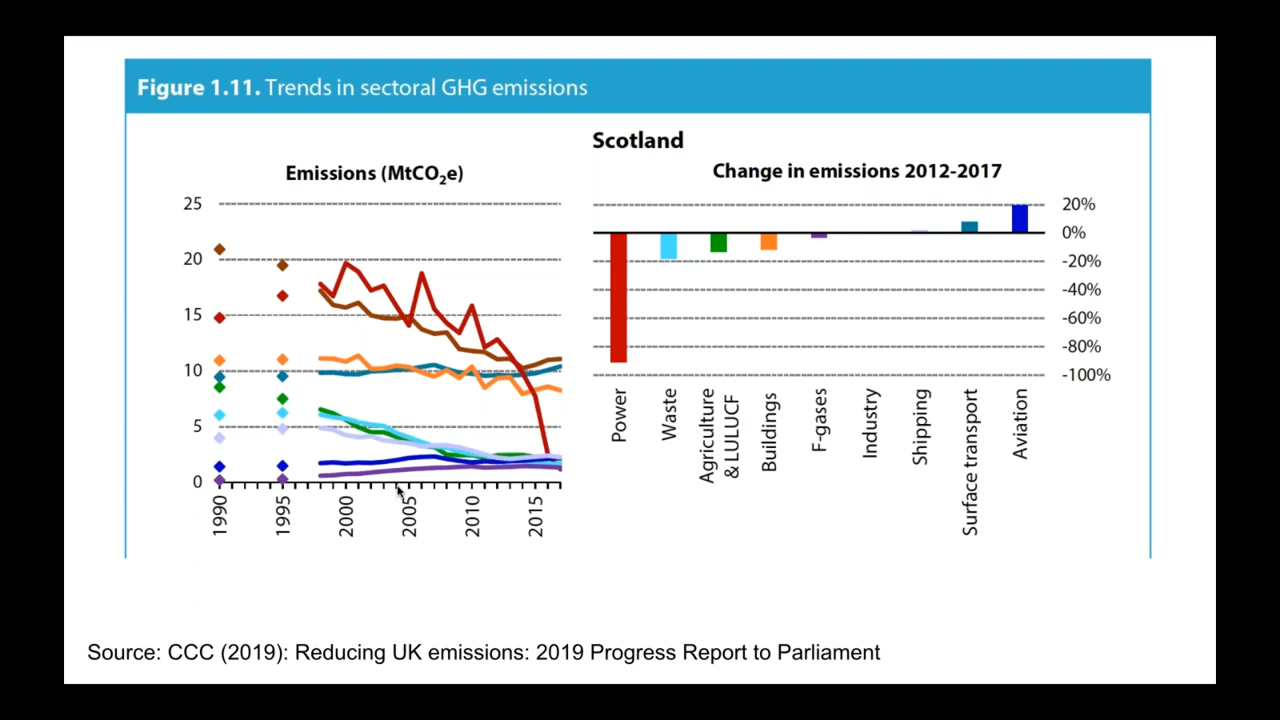 Figure 1.11. Trends in sectoral GHG emissions
Scotland
Emissions (MtCO₂e)
25
20
15
10
5
0
1990
1995
2000
2005
2010
2015
Change in emissions 2012-2017
20%
0%
-20%
-40%
-60%
-80%
-100%
Power
Waste
Agriculture
& LULUCF
Buildings
F-gases
Industry
Shipping
Surface transport
Aviation
Source: CCC (2019): Reducing UK emissions: 2019 Progress Report to Parliament